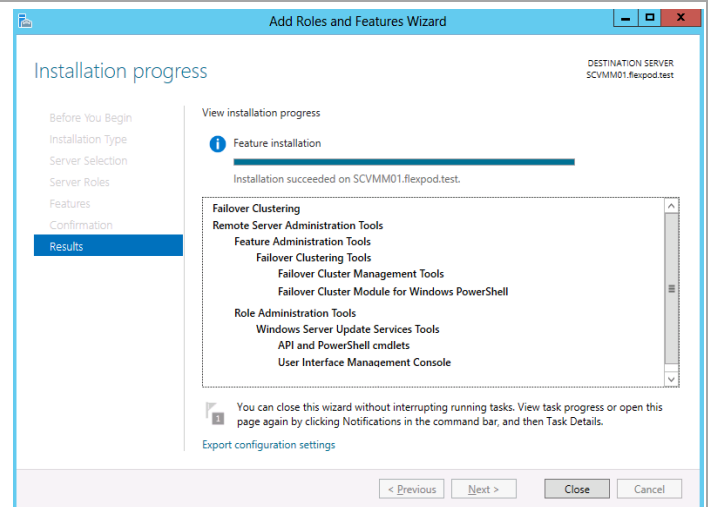 Add Roles and Features Wizard
X
Installation progress
DESTINATION SERVER
SCVMM01.flexpod.test
Before You Begin
Installation Type
Server Selection
Server Roles
Features
Confirmation
Results
View installation progress
Feature installation
Installation succeeded on SCVMM01.flexpod.test.
Failover Clustering
Remote Server Administration Tools
Feature Administration Tools
Failover Clustering Tools
Failover Cluster Management Tools
Failover Cluster Module for Windows PowerShell
Role Administration Tools
Windows Server Update Services Tools
API and PowerShell cmdlets
User Interface Management Console
1
You can close this wizard without interrupting running tasks. View task progress or open this
page again by clicking Notifications in the command bar, and then Task Details.
Export configuration settings
< Previous Next > Close Cancel